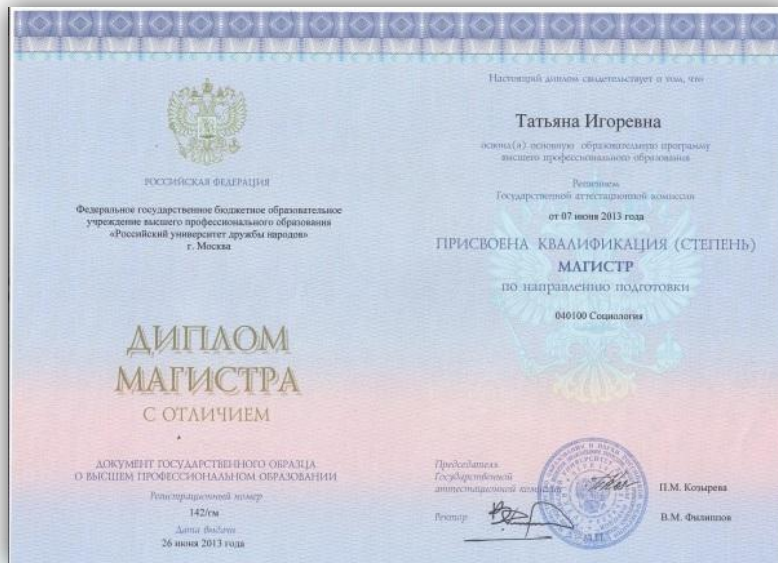 РОССИЙСКАЯ ФЕДЕРАЦИЯ
Федеральное государственное бюджетное образовательное
учреждение высшего профессионального образования
«Российский университет дружбы народов»
г. Москва
ДИПЛОМ
МАГИСТРА
С ОТЛИЧИЕМ
ДОКУМЕНТ ГОСУДАРСТВЕННОГО ОБРАЗЦА
О ВЫСШЕМ ПРОФЕССИОНАЛЬНОМ ОБРАЗОВАНИИ
Регистрационный номер
142/гм
Дата выдачи
26 июня 2013 года
Настоящий диплом свидетельствует о том, что
Татьяна Игоревна
освоил(а) основную образовательную программу
высшего профессионального образования
Решением
Государственной аттестационной комиссии
от 07 июня 2013 года
ПРИСВОЕНА КВАЛИФИКАЦИЯ (СТЕПЕНЬ)
МАГИСТР
по направлению подготовки
040100 Социология
Председатель
Государственной
аттестационной комиссии
П.М. Козырева
Ректор
В.М. Филиппов
М.П.